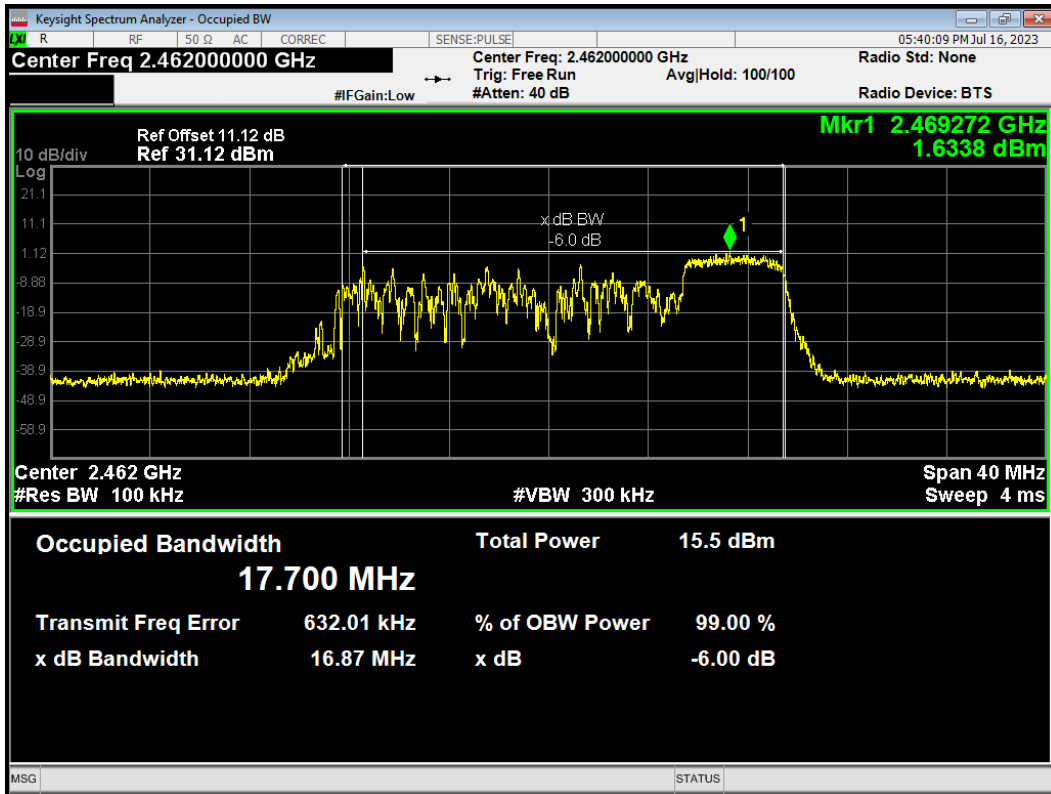 Keysight Spectrum Analyzer - Occupied BW
LXI R RF 50 Ω AC CORREC SENSE:PULSE 05:40:09 PM Jul 16, 2023
Center Freq 2.462000000 GHz
Center Freq: 2.462000000 GHz Radio Std: None
Trig: Free Run Avg|Hold: 100/100
#IFGain:Low #Atten: 40 dB Radio Device: BTS
Mkr1 2.469272 GHz
1.6338 dBm
Ref Offset 11.12 dB
10 dB/div Ref 31.12 dBm
Log
21.1
11.1
1.12
-8.88
-18.9
-28.9
-38.9
-48.9
-58.9
x dB BW
-6.0 dB
1
Center 2.462 GHz Span 40 MHz
#Res BW 100 kHz #VBW 300 kHz Sweep 4 ms
Occupied Bandwidth Total Power 15.5 dBm
17.700 MHz
Transmit Freq Error 632.01 kHz % of OBW Power 99.00 %
x dB Bandwidth 16.87 MHz x dB -6.00 dB
MSG STATUS